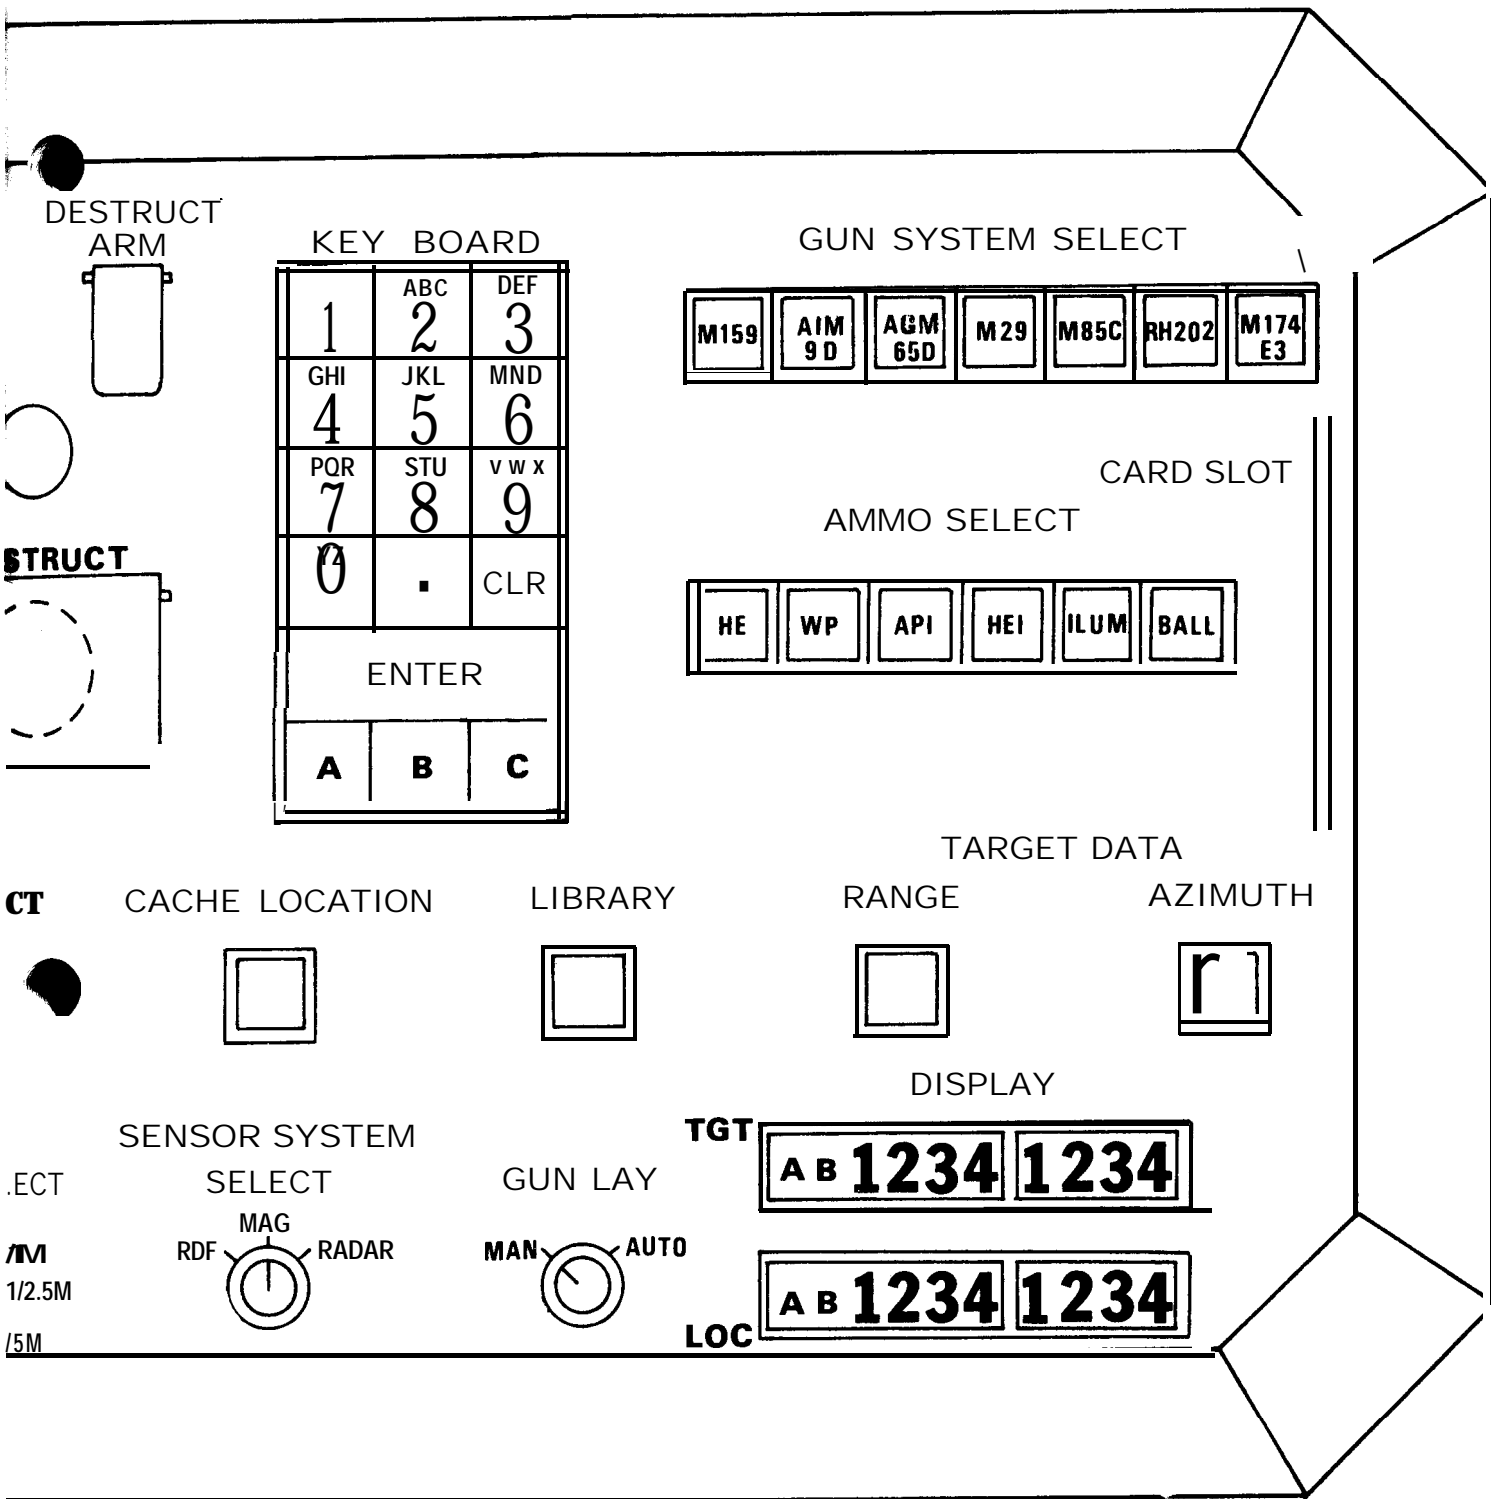 DESTRUCT
ARM
KEY BOARD
GUN SYSTEM SELECT
1
ABC
2
DEF
3
GHI
4
JKL
5
MND
6
PQR
7
STU
8
v w x
9
YZ
0
.
CLR
ENTER
A
B
C
M159
AIM
9D
AGM
65D
M29
M85C
RH202
M174
E3
CARD SLOT
AMMO SELECT
HE
WP
API
HEI
ILUM
BALL
STRUCT
TARGET DATA
CT
CACHE LOCATION
LIBRARY
RANGE
AZIMUTH
DISPLAY
SENSOR SYSTEM
SELECT
GUN LAY
.ECT
MAG
RDF
RADAR
MAN
AUTO
1/2.5M
/5M
TGT
A B 1234 1234
A B 1234 1234
LOC